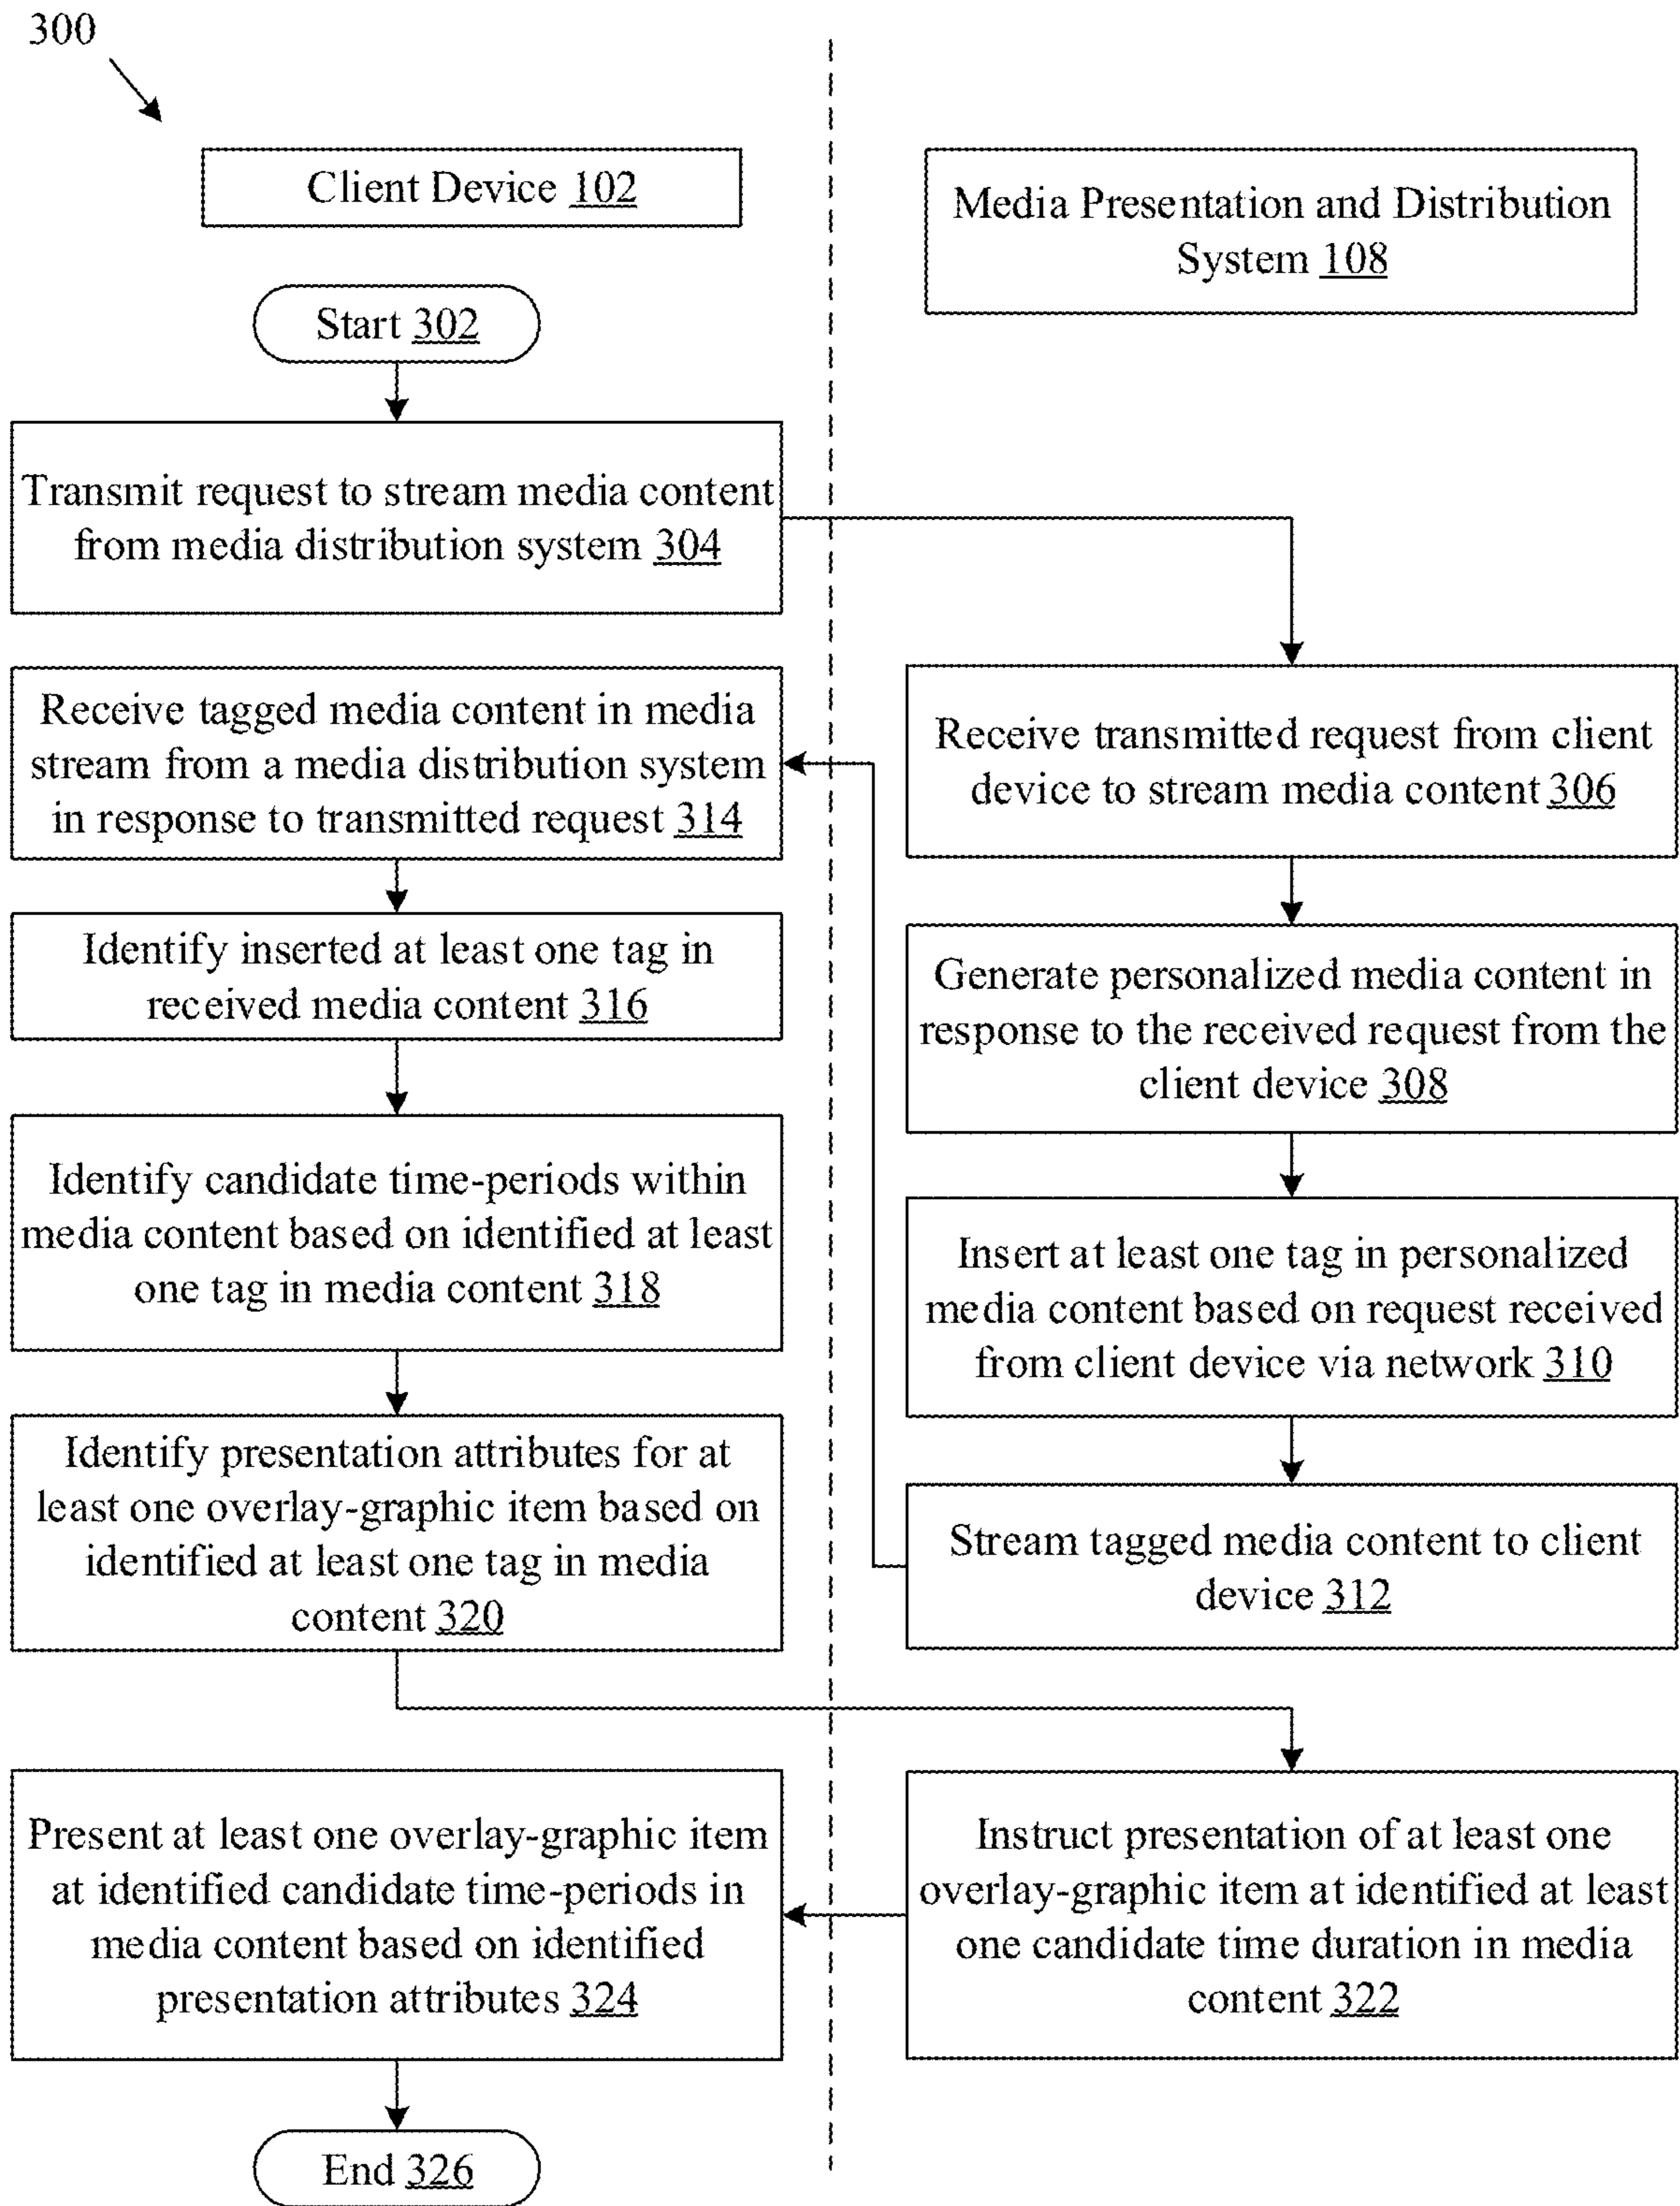 300
Client Device 102
Media Presentation and Distribution
System 108
Start 302
Transmit request to stream media content
from media distribution system 304
Receive transmitted request from client
device to stream media content 306
Generate personalized media content in
response to the received request from the
client device 308
Insert at least one tag in personalized
media content based on request received
from client device via network 310
Stream tagged media content to client
device 312
Receive tagged media content in media
stream from a media distribution system
in response to transmitted request 314
Identify inserted at least one tag in
received media content 316
Identify candidate time-periods within
media content based on identified at least
one tag in media content 318
Identify presentation attributes for at
least one overlay-graphic item based on
identified at least one tag in media
content 320
Instruct presentation of at least one
overlay-graphic item at identified at least
one candidate time duration in media
content 322
Present at least one overlay-graphic item
at identified candidate time-periods in
media content based on identified
presentation attributes 324
End 326